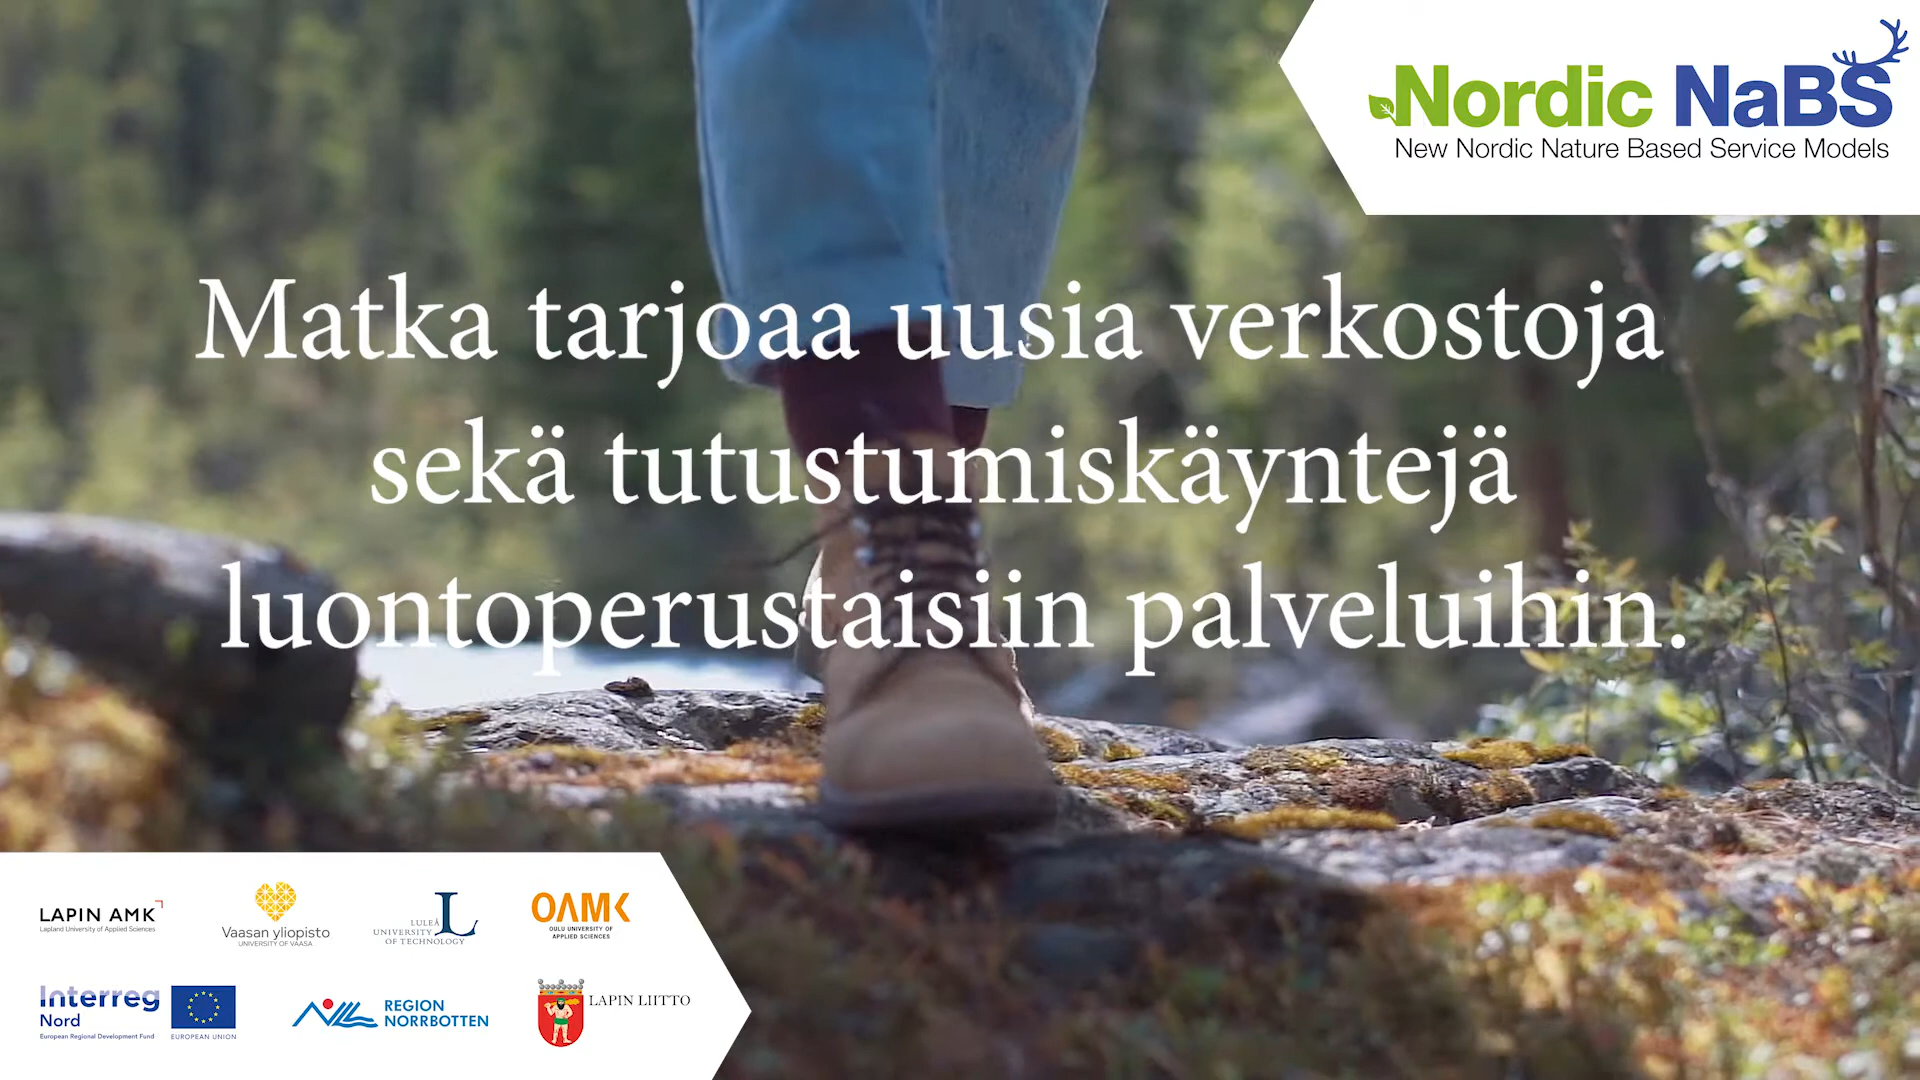 Nordic NaBS
New Nordic Nature Based Service Models
Matka tarjoaa uusia verkostoja
sekä tutustumiskäyntejä
luontoperustaisiin palveluihin.
LAPIN AMK
Lapland University of Applied Sciences
Vaasan yliopisto
UNIVERSITY OF VAASA
LULEÅ
UNIVERSITY
OF TECHNOLOGY
OAMK
OULU UNIVERSITY OF
APPLIED SCIENCES
Interreg
Nord
European Regional Development Fund
EUROPEAN UNION
REGION
NORRBOTTEN
LAPIN LIITTO